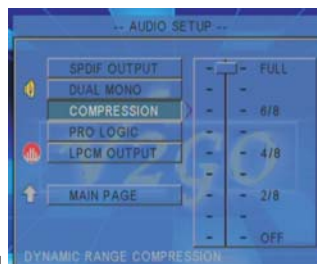 -- AUDIO SETUP --
SPDIF OUTPUT
DUAL MONO
COMPRESSION
PRO LOGIC
LPCM OUTPUT
MAIN PAGE
FULL
6/8
4/8
2/8
OFF
DYNAMIC RANGE COMPRESSION